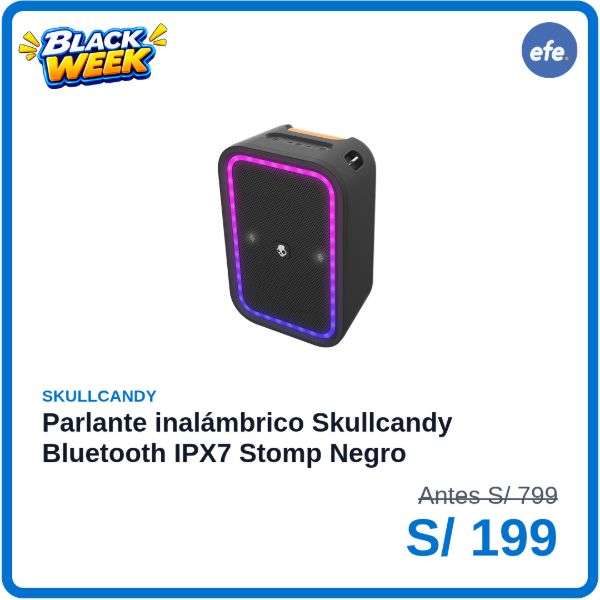 BLACK
WEEK
efe.
SKULLCANDY
Parlante inalámbrico Skullcandy
Bluetooth IPX7 Stomp Negro
Antes S/ 799
S/ 199